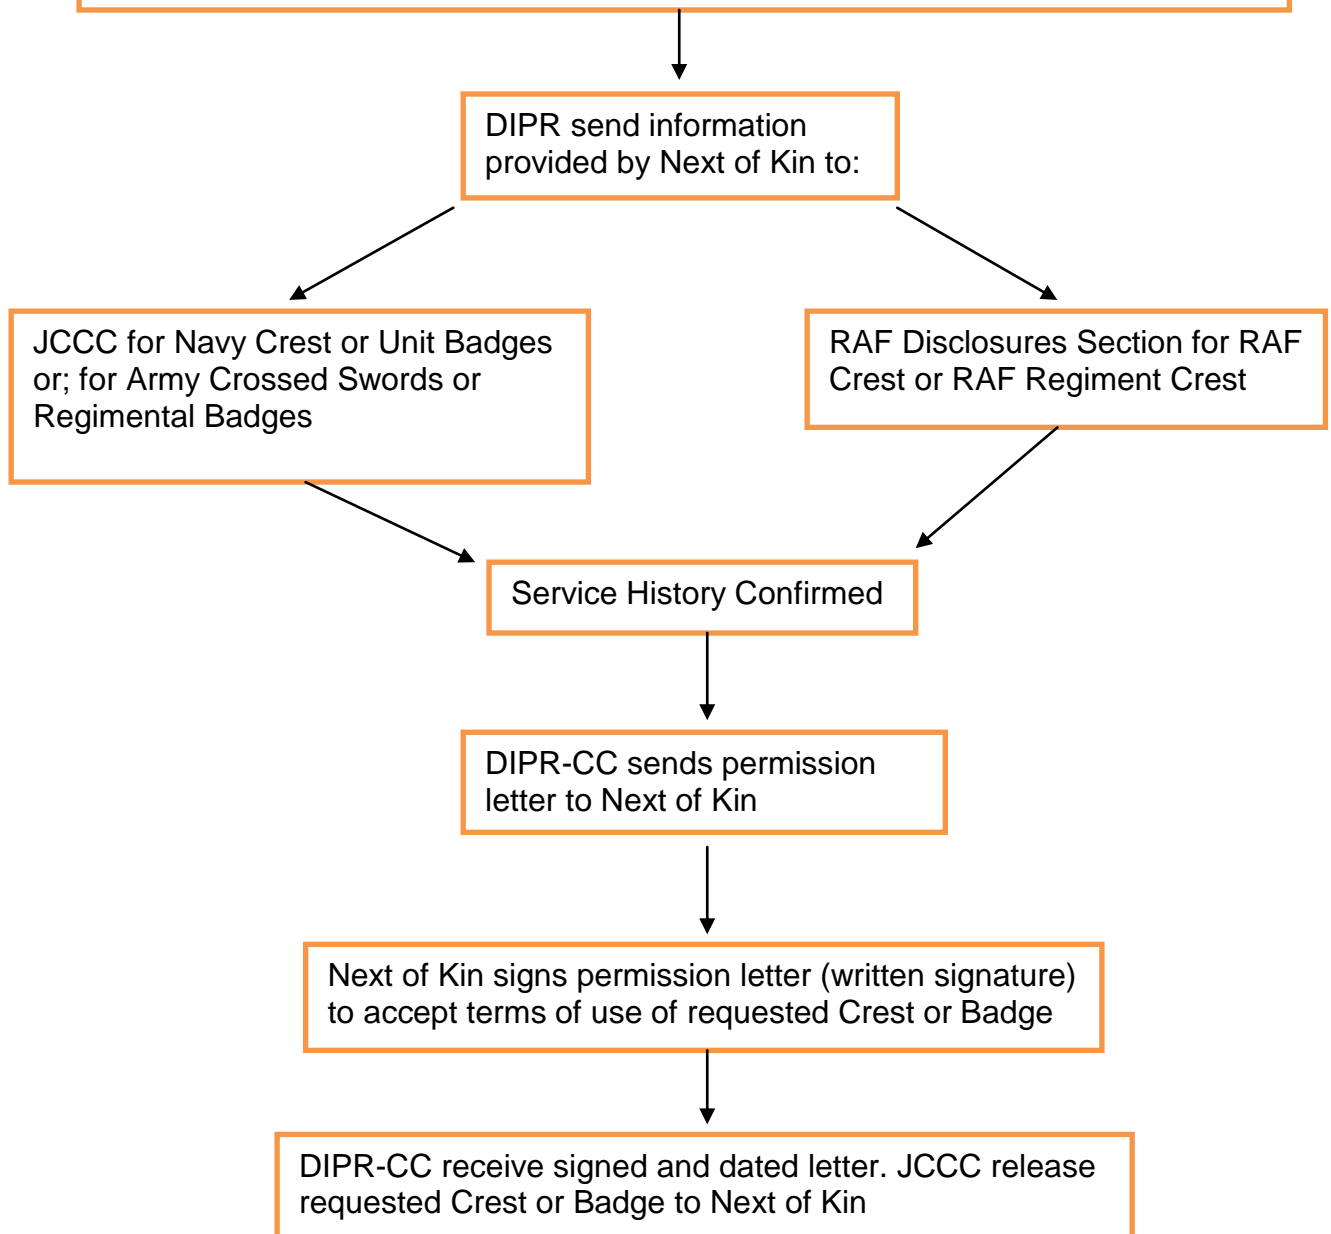 DIPR send information
provided by Next of Kin to:
JCCC for Navy Crest or Unit Badges
or; for Army Crossed Swords or
Regimental Badges
RAF Disclosures Section for RAF
Crest or RAF Regiment Crest
Service History Confirmed
DIPR-CC sends permission
letter to Next of Kin
Next of Kin signs permission letter (written signature)
to accept terms of use of requested Crest or Badge
DIPR-CC receive signed and dated letter. JCCC release
requested Crest or Badge to Next of Kin